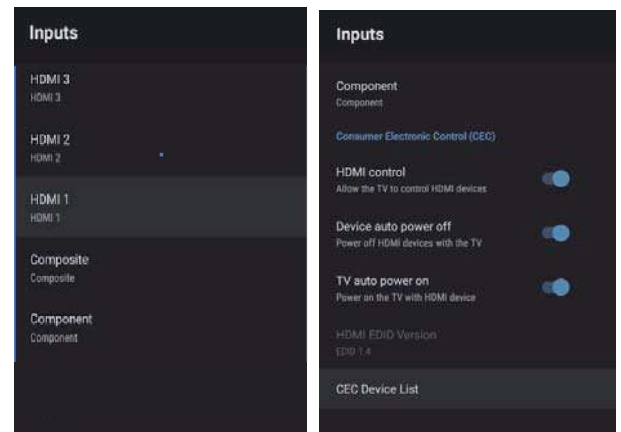 Inputs
HDMI 3
HDMI 3
HDMI 2
HDMI 2
HDMI 1
HDMI 1
Composite
Composite
Component
Component
Inputs
Component
Component
Consumer Electronic Control (CEC)
HDMI control
Allow the TV to control HDMI devices
Device auto power off
Power off HDMI devices with the TV
TV auto power on
Power on the TV with HDMI device
HDMI EDID Version
EDID 1.4
CEC Device List